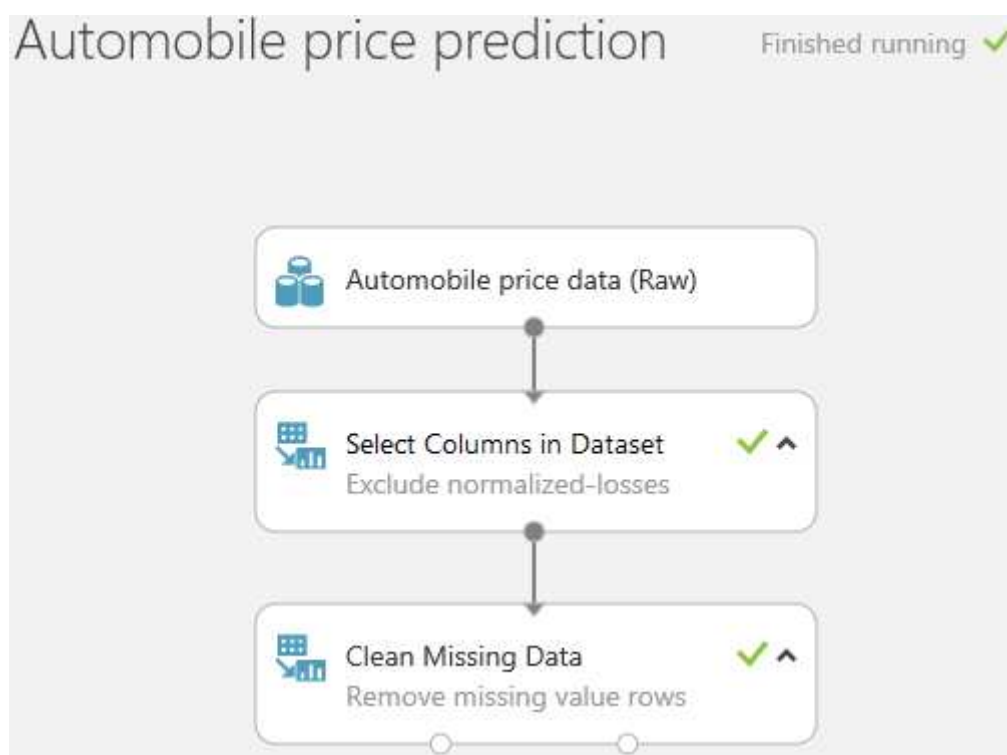 Automobile price prediction
Finished running
Automobile price data (Raw)
Select Columns in Dataset
Exclude normalized-losses
Clean Missing Data
Remove missing value rows